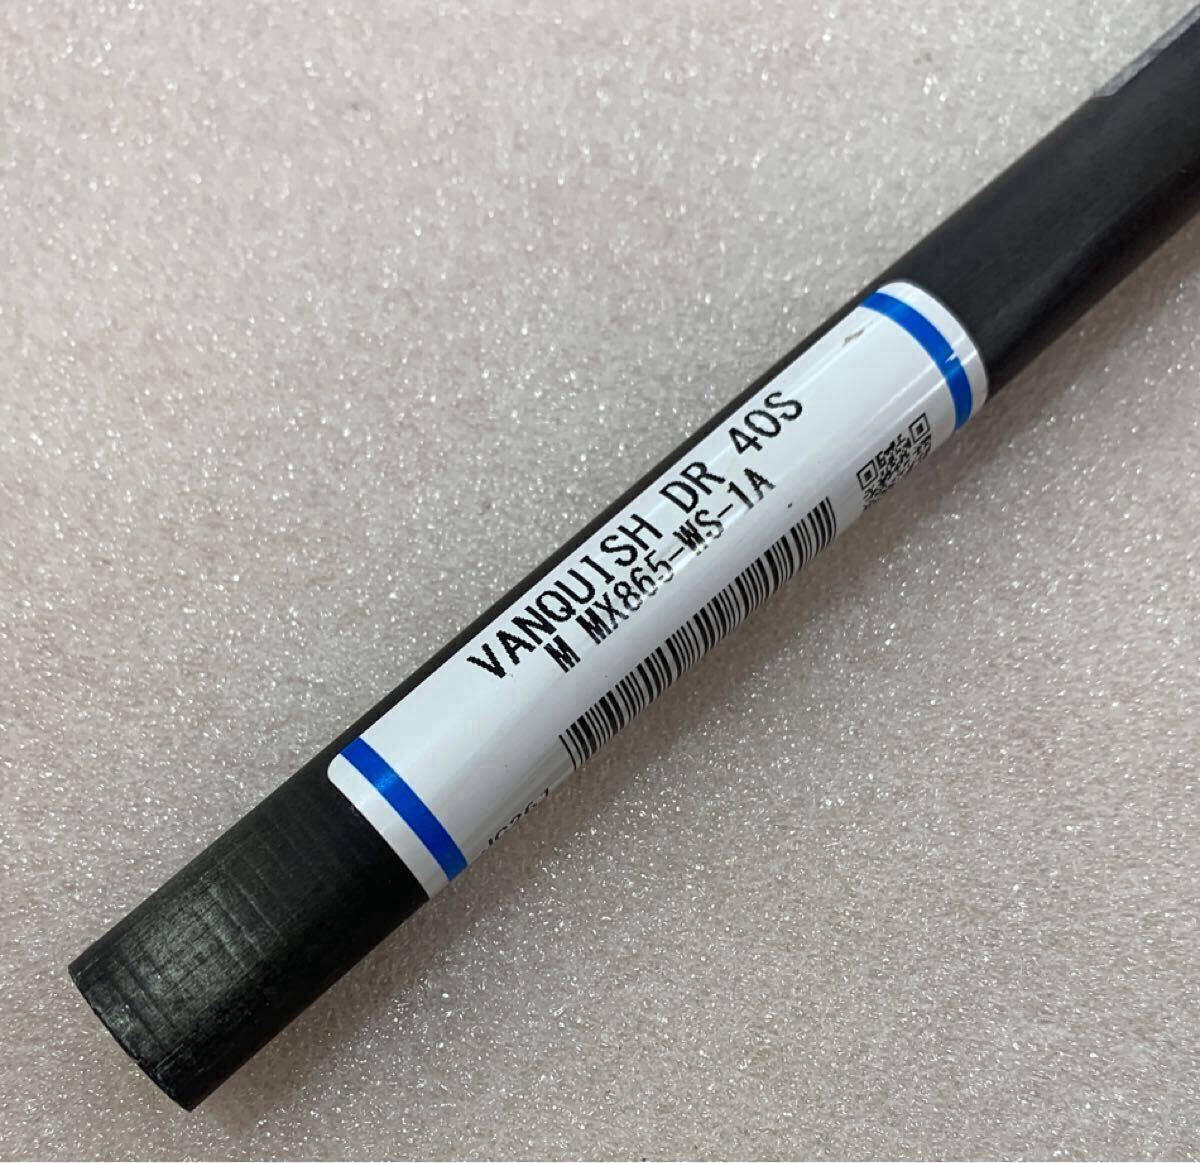 VANQUISH DR 40S
M MX865-WS-1A